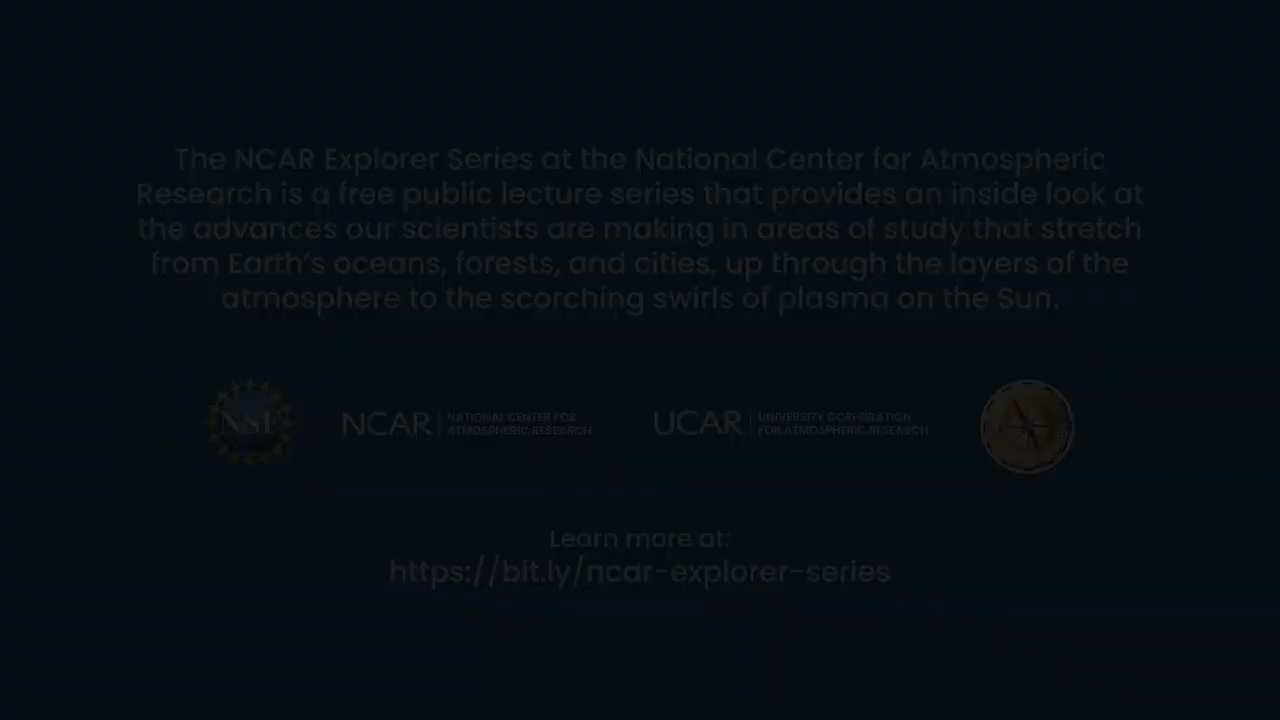 The NCAR Explorer Series at the National Center for Atmospheric
Research is a free public lecture series that provides an inside look at
the advances our scientists are making in areas of study that stretch
from Earth's oceans, forests, and cities, up through the layers of the
atmosphere to the scorching swirls of plasma on the Sun.
NSF
NCAR
NATIONAL CENTER FOR
ATMOSPHERIC RESEARCH
UCAR
UNIVERSITY CORPORATION
FOR ATMOSPHERIC RESEARCH
Learn more at:
https://bit.ly/ncar-explorer-series